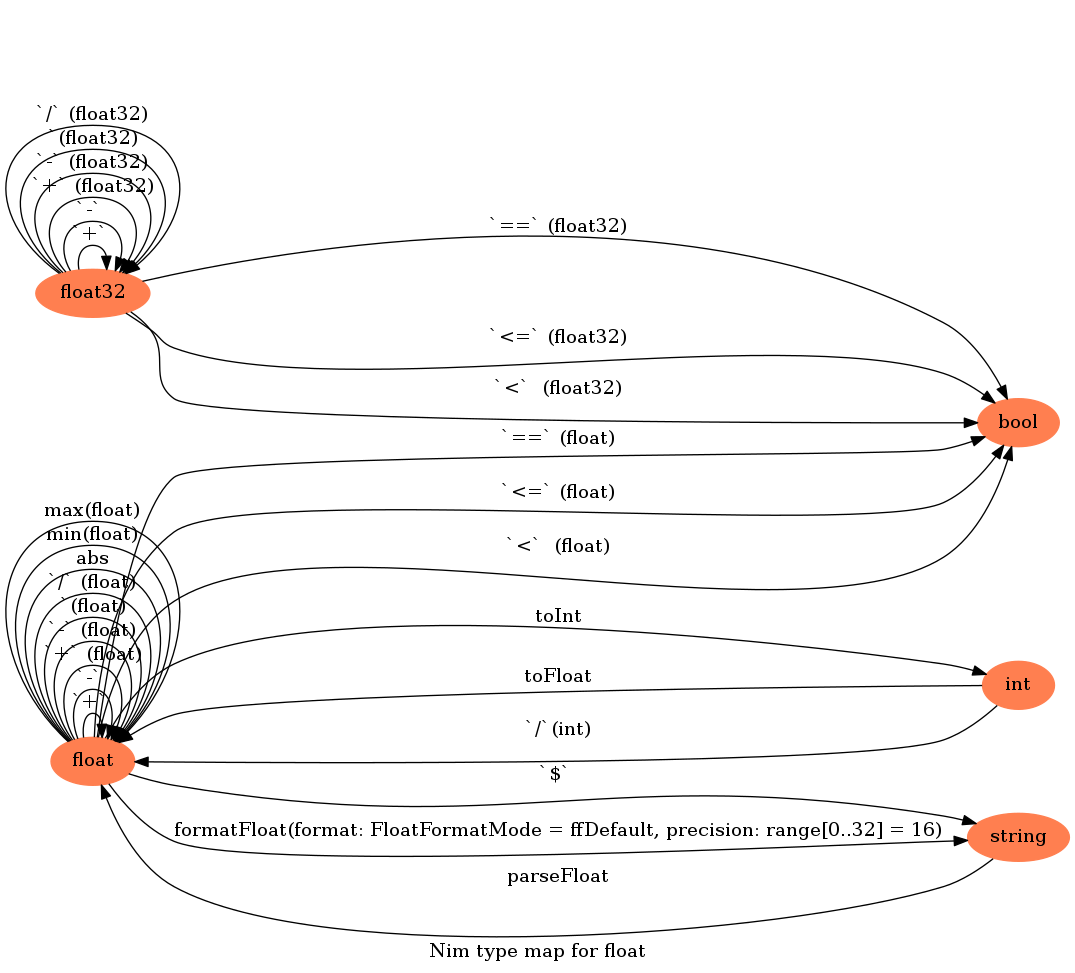 `/` (float32)
` (float32)
`-` (float32)
`+` (float32)
`-`
`+`
float32
`==` (float32)
`<=` (float32)
`<`  (float32)
bool
`==` (float)
`<=` (float)
`<`  (float)
max(float)
min(float)
abs
`/` (float)
` (float)
`-` (float)
`+` (float)
`-`
`+`
float
toInt
toFloat
int
`/`(int)
`$`
formatFloat(format: FloatFormatMode = ffDefault, precision: range[0..32] = 16)
string
parseFloat
Nim type map for float